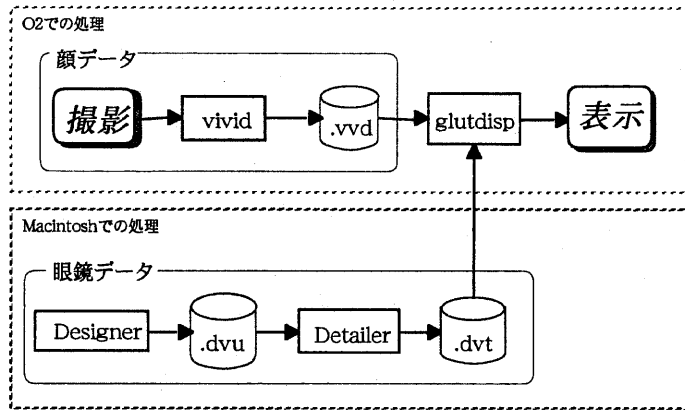 O2での処理
顔データ
撮影
vivid
.vvd
glutdisp
表示
Macintoshでの処理
眼鏡データ
Designer
.dvu
Detailer
.dvt